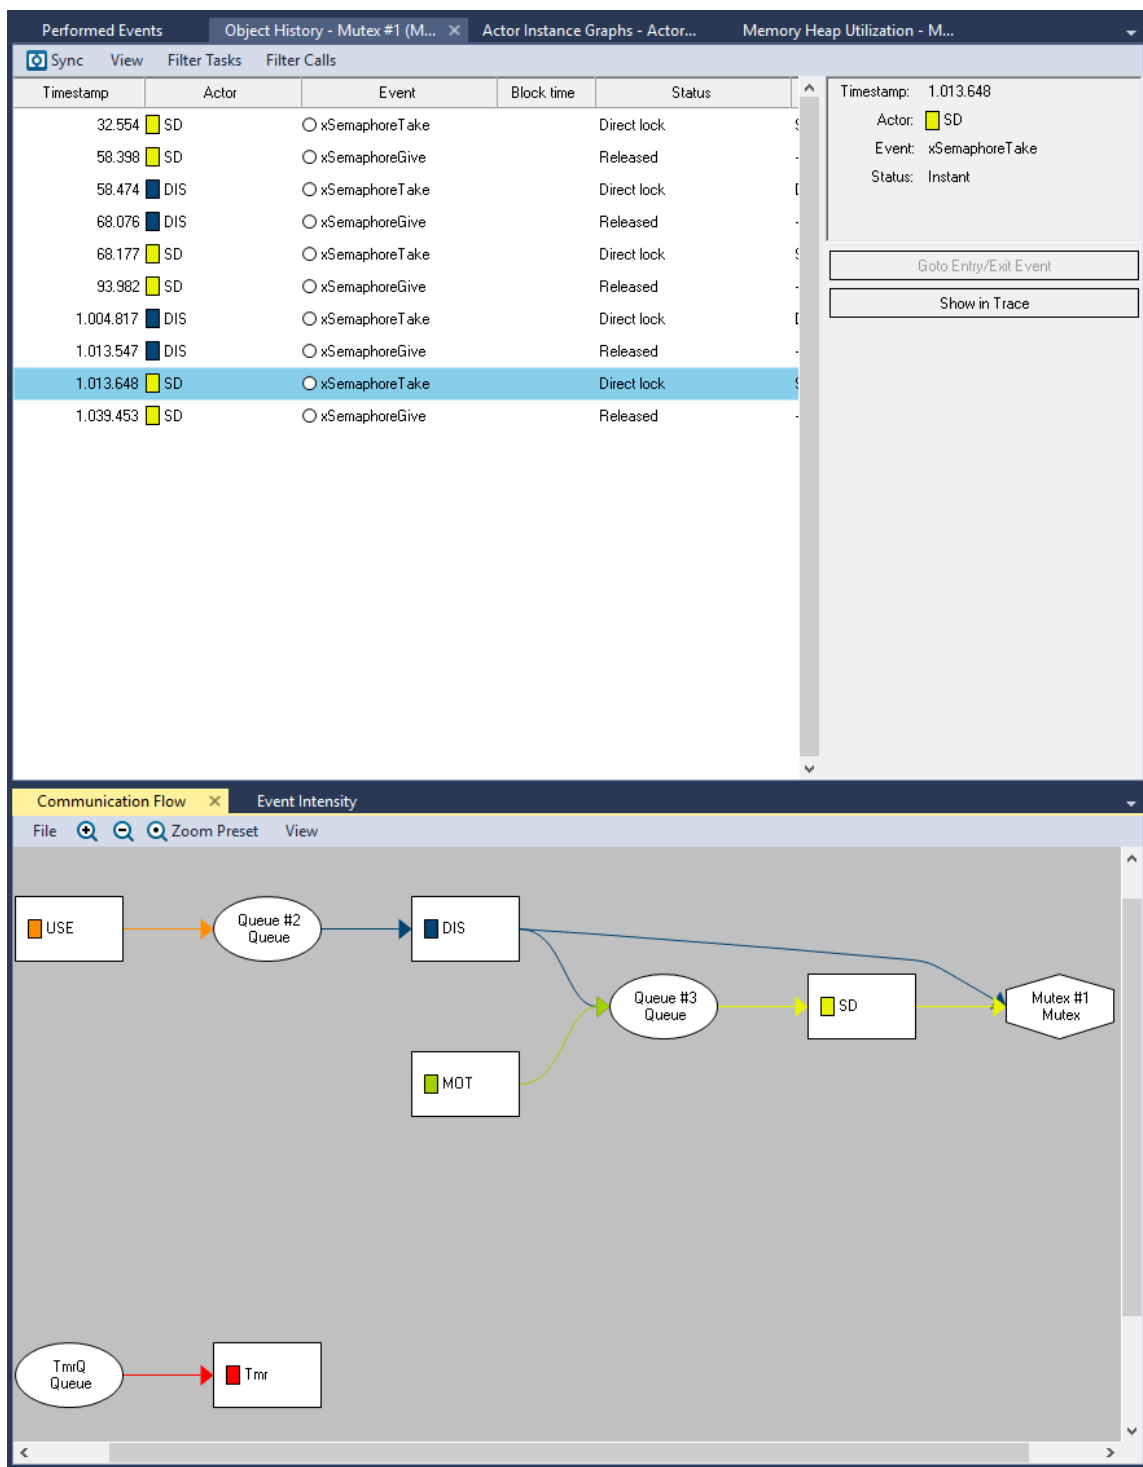 Performed Events Object History - Mutex #1 (M... Actor Instance Graphs - Actor... Memory Heap Utilization - M...
Sync View Filter Tasks Filter Calls
Timestamp Actor Event Block time Status
32.554 SD xSemaphoreTake Direct lock
58.398 SD xSemaphoreGive Released -
58.474 DIS xSemaphoreTake Direct lock
68.076 DIS xSemaphoreGive Released -
68.177 SD xSemaphoreTake Direct lock
93.982 SD xSemaphoreGive Released -
1.004.817 DIS xSemaphoreTake Direct lock
1.013.547 DIS xSemaphoreGive Released -
1.013.648 SD xSemaphoreTake Direct lock
1.039.453 SD xSemaphoreGive Released -
Timestamp: 1.013.648
Actor: SD
Event: xSemaphoreTake
Status: Instant
Goto Entry/Exit Event
Show in Trace
Communication Flow Event Intensity
File Zoom Preset View
USE
Queue #2
Queue
DIS
Queue #3
Queue
SD
Mutex #1
Mutex
MOT
TmrQ
Queue
Tmr